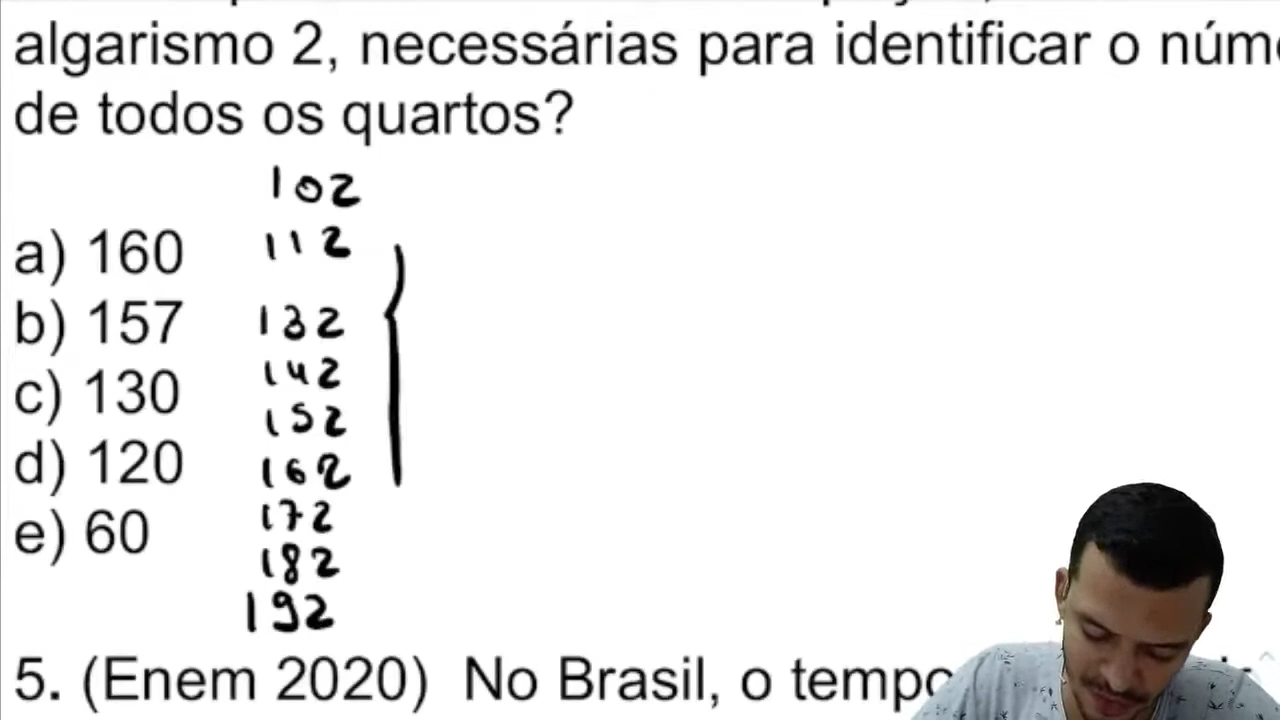 algarismo 2, necessárias para identificar o núme
de todos os quartos?
102
a) 160 112
b) 157 132
c) 130 142
152
d) 120 162
e) 60 172
182
192
5. (Enem 2020) No Brasil, o tempo